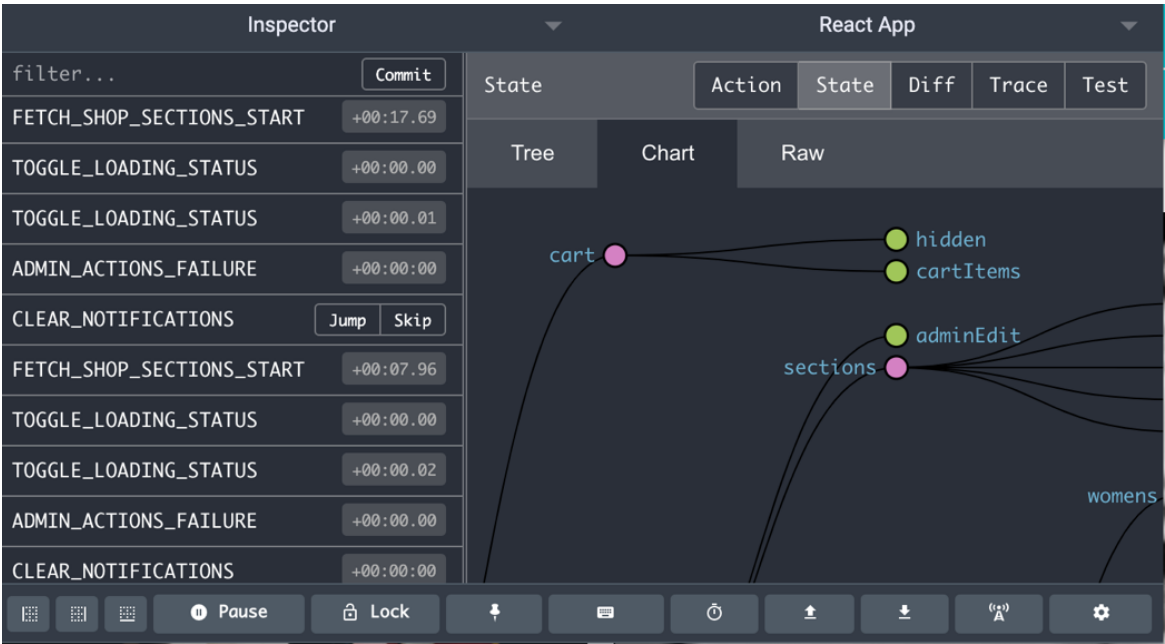 Inspector
React App
filter...
Commit
State
Action
State
Diff
Trace
Test
FETCH_SHOP_SECTIONS_START
+00:17.69
TOGGLE_LOADING_STATUS
+00:00.00
TOGGLE_LOADING_STATUS
+00:00.01
ADMIN_ACTIONS_FAILURE
+00:00:00
CLEAR_NOTIFICATIONS
Jump
Skip
FETCH_SHOP_SECTIONS_START
+00:07.96
TOGGLE_LOADING_STATUS
+00:00.00
TOGGLE_LOADING_STATUS
+00:00.02
ADMIN_ACTIONS_FAILURE
+00:00.00
CLEAR_NOTIFICATIONS
+00:00:00
Tree
Chart
Raw
cart
hidden
cartItems
adminEdit
sections
womens
Pause
Lock